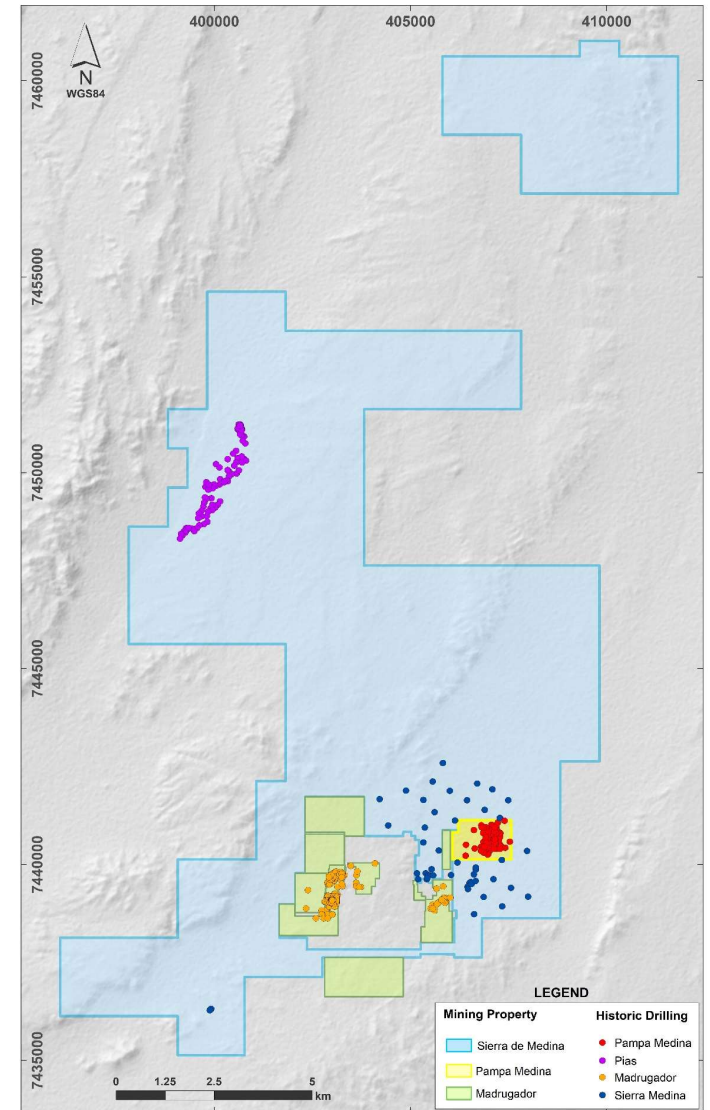 400000
405000
410000
N
WGS84
7460000
7455000
7450000
7445000
7440000
7435000
LEGEND
Mining Property
Sierra de Medina
Pampa Medina
Madrugador
Historic Drilling
Pampa Medina
Pias
Madrugador
Sierra Medina
0 1.25 2.5 5
km